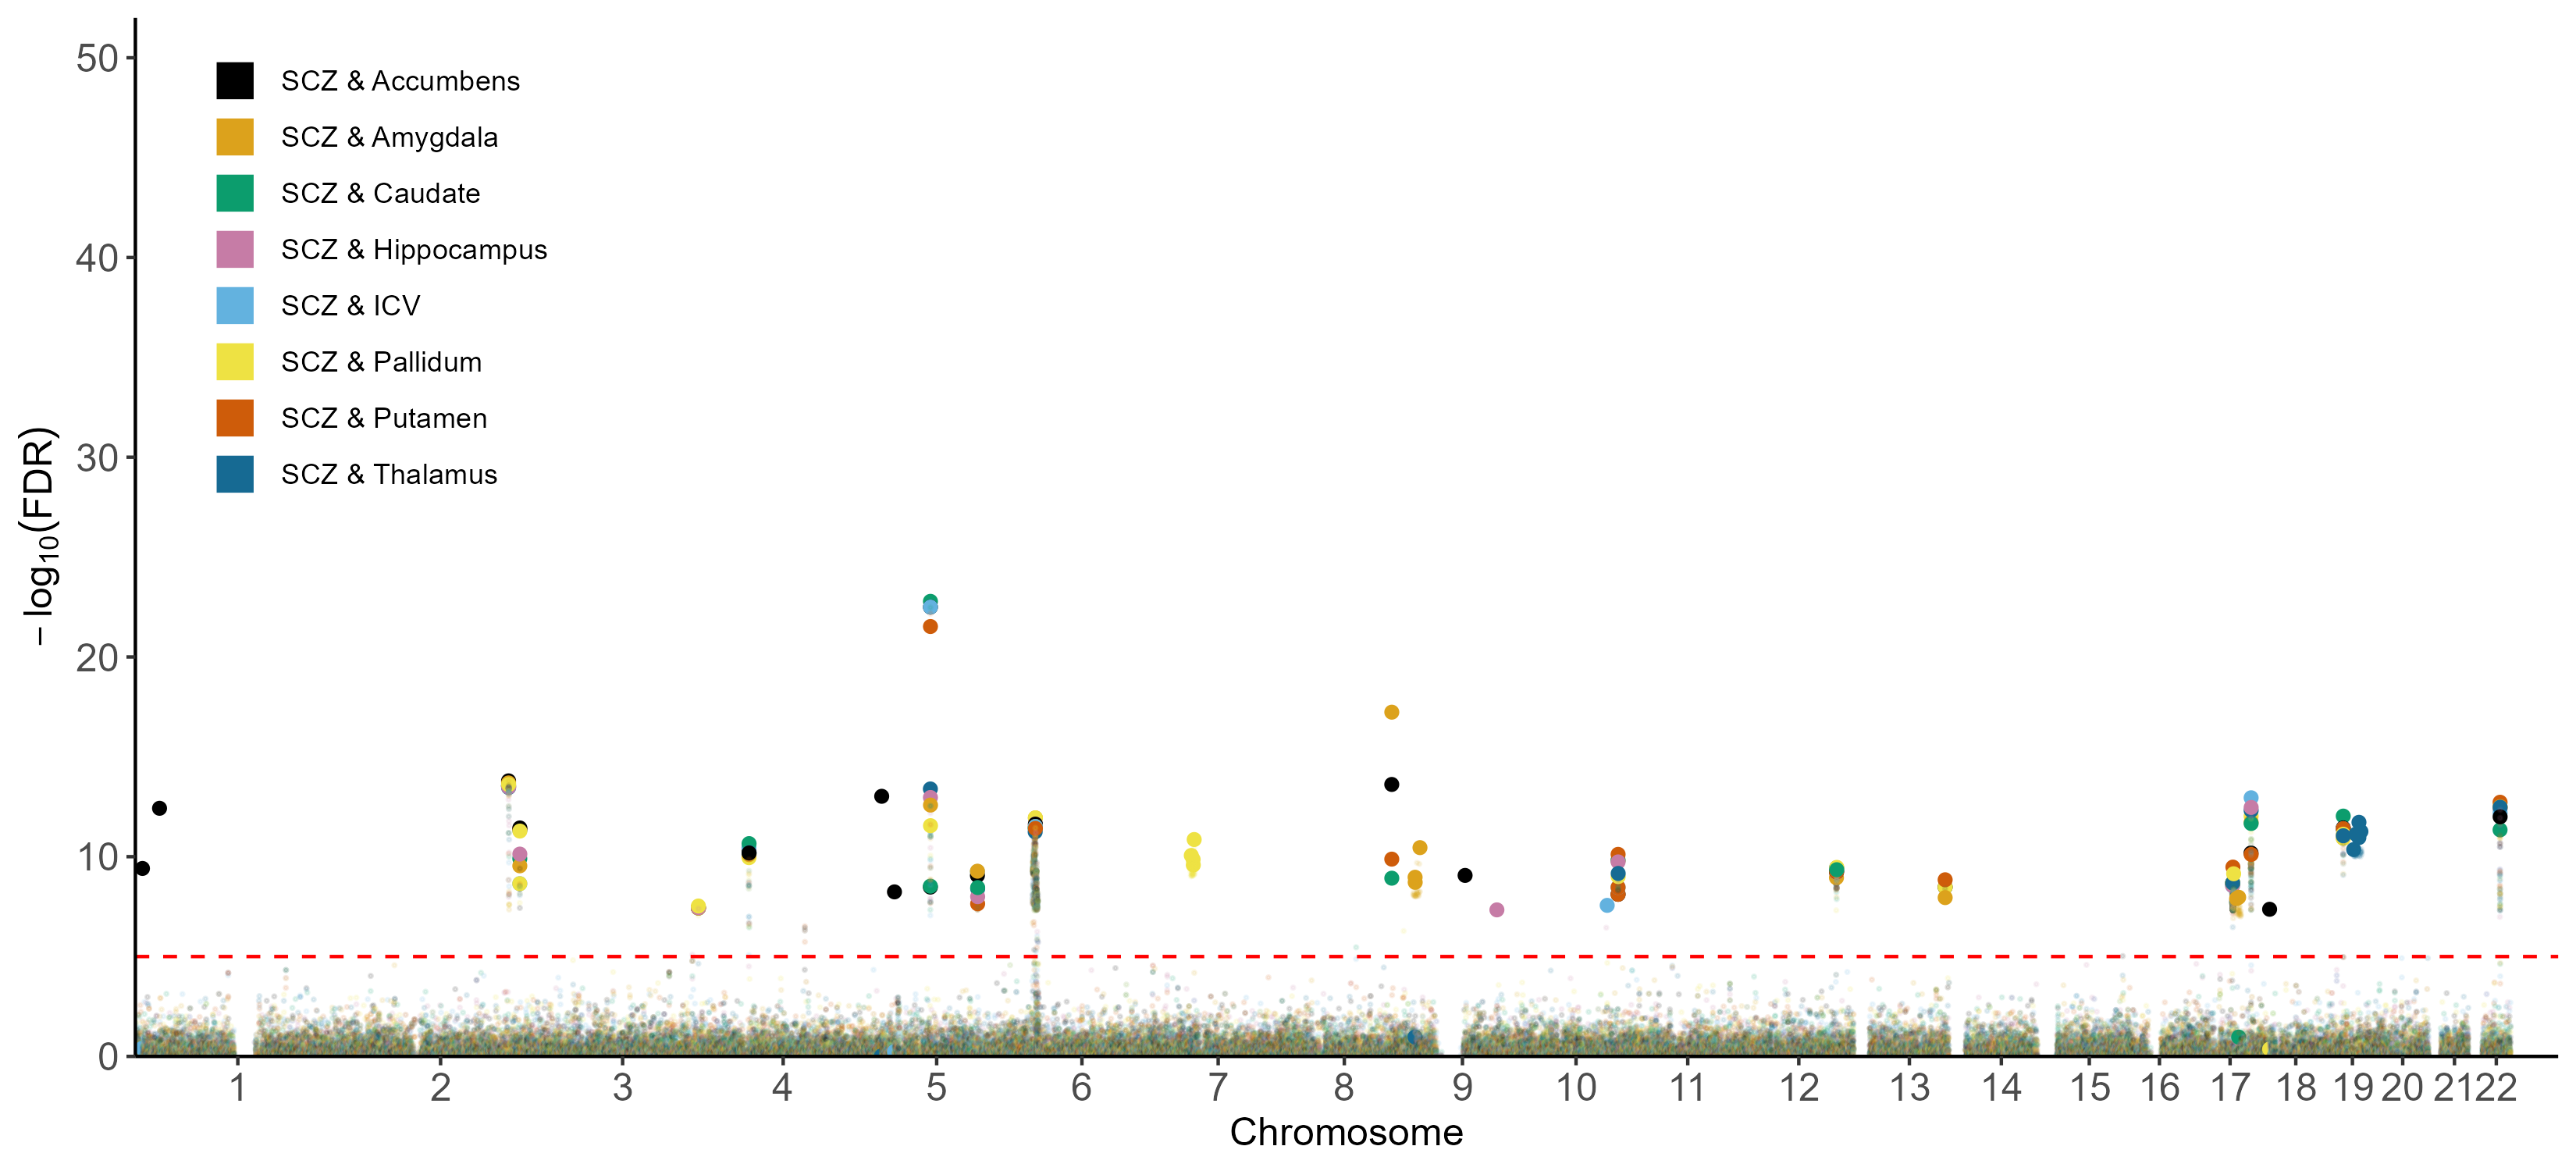 50
40
30
20
10
0
− log10(FDR)
SCZ & Accumbens
SCZ & Amygdala
SCZ & Caudate
SCZ & Hippocampus
SCZ & ICV
SCZ & Pallidum
SCZ & Putamen
SCZ & Thalamus
1 2 3 4 5 6 7 8 9 10 11 12 13 14 15 16 17 18 19 20 21 22
Chromosome